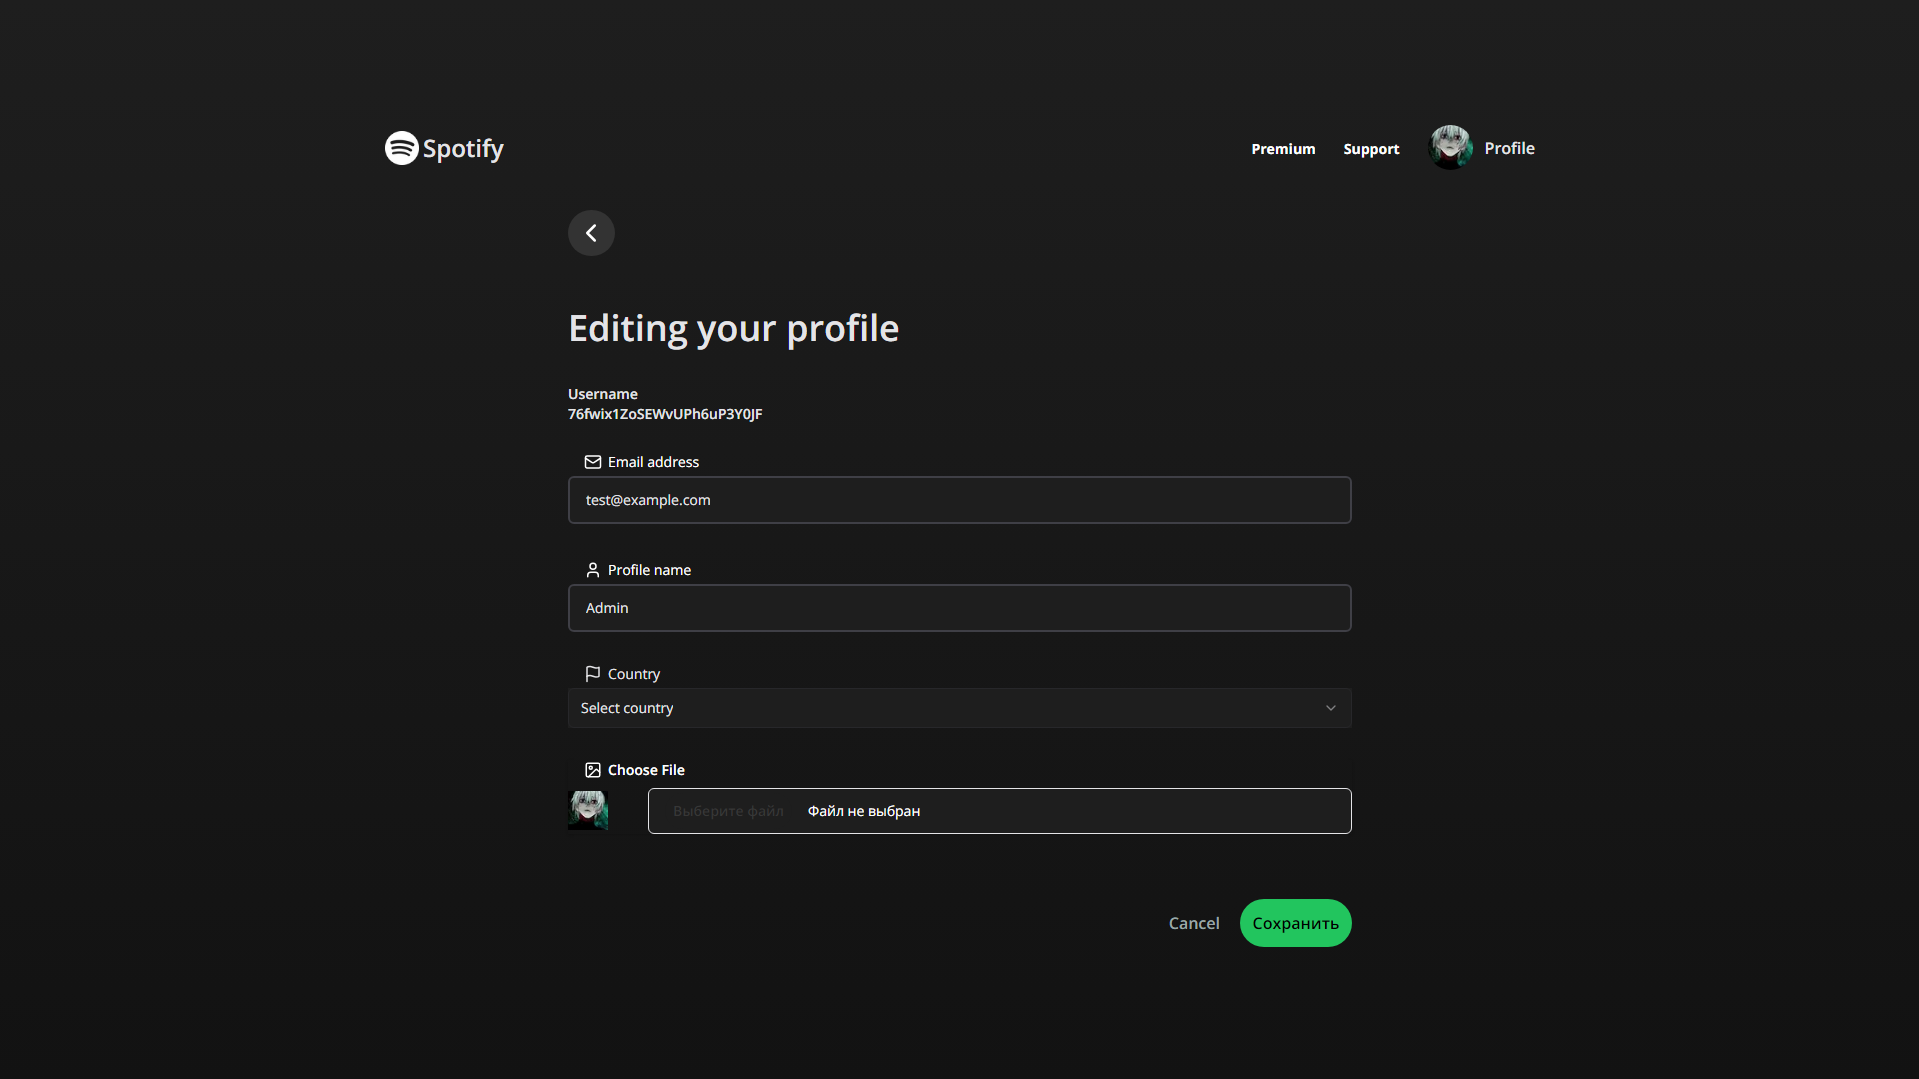 Spotify
Premium Support Profile
Editing your profile
Username
76fwix1ZoSEWvUPh6uP3Y0JF
Email address
test@example.com
Profile name
Admin
Country
Select country
Choose File
Выберите файл Файл не выбран
Cancel Сохранить